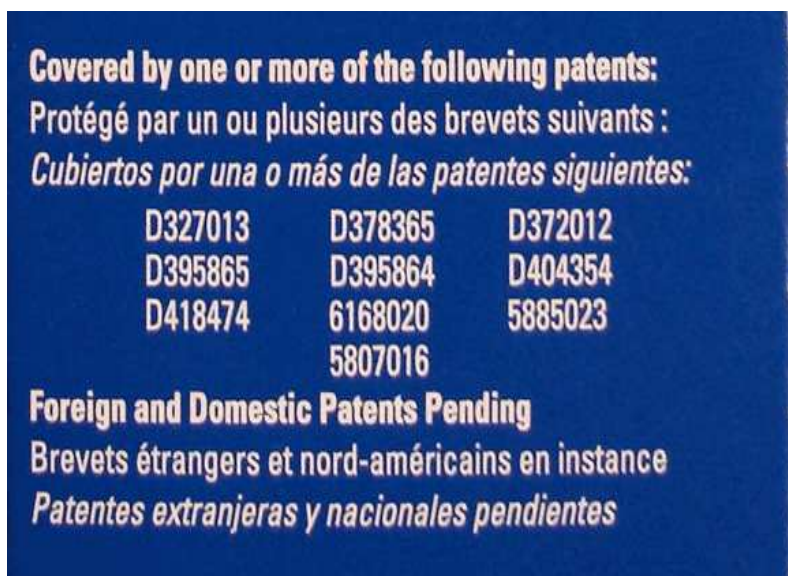 Covered by one or more of the following patents:
Protégé par un ou plusieurs des brevets suivants :
Cubiertos por una o más de las patentes siguientes:
D327013 D378365 D372012
D395865 D395864 D404354
D418474 6168020 5885023
5807016
Foreign and Domestic Patents Pending
Brevets étrangers et nord-américains en instance
Patentes extranjeras y nacionales pendientes